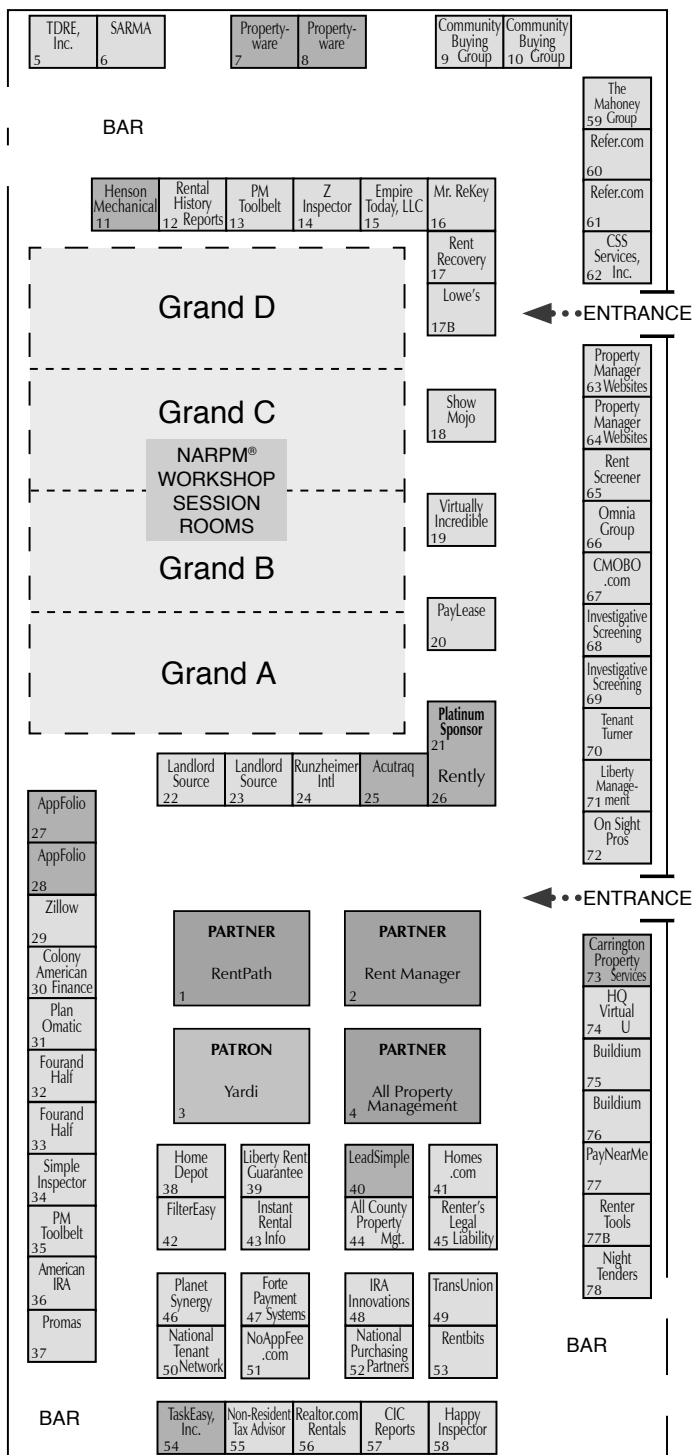 TDRE,
Inc.
5
SARMA
6
Property-
ware
7
Property-
ware
8
Community
Buying
9 Group
Community
Buying
10 Group
The
Mahoney
59 Group
Refer.com
60
Refer.com
61
CSS
Services,
62 Inc.
BAR
Henson
Mechanical
11
Rental
History
12 Reports
PM
Toolbelt
13
Z
Inspector
14
Empire
Today, LLC
15
Mr. ReKey
16
Rent
Recovery
17
Lowe's
17B
ENTRANCE
Grand D
Grand C
NARPM®
WORKSHOP
SESSION
ROOMS
Grand B
Grand A
Show
Mojo
18
Virtually
Incredible
19
PayLease
20
Platinum
Sponsor
21
Rently
26
Property
Manager
63 Websites
Property
Manager
64 Websites
Rent
Screener
65
Omnia
Group
66
CMOBO
.com
67
Investigative
Screening
68
Investigative
Screening
69
Tenant
Turner
70
Liberty
Manage-
71 ment
On Sight
Pros
72
Landlord
Source
22
Landlord
Source
23
Runzheimer
Intl
24
Acutraq
25
AppFolio
27
AppFolio
28
Zillow
29
Colony
American
30 Finance
Plan
Omatic
31
Fourand
Half
32
Fourand
Half
33
Simple
Inspector
34
PM
Toolbelt
35
American
IRA
36
Promas
37
ENTRANCE
PARTNER
RentPath
1
PARTNER
Rent Manager
2
PATRON
Yardi
3
PARTNER
All Property
4 Management
Carrington
Property
73 Services
HQ
Virtual
74 U
Buildium
75
Buildium
76
PayNearMe
77
Renter
Tools
77B
Night
Tenders
78
Home
Depot
38
Liberty Rent
Guarantee
39
LeadSimple
40
Homes
.com
41
FilterEasy
42
Instant
Rental
43 Info
All County
Property
44 Mgt.
Renter's
Legal
45 Liability
Planet
Synergy
46
Forte
Payment
47 Systems
IRA
Innovations
48
TransUnion
49
National
Tenant
50 Network
NoAppFee
.com
51
National
Purchasing
52 Partners
Rentbits
53
BAR
BAR
TaskEasy,
Inc.
54
Non-Resident
Tax Advisor
55
Realtor.com
Rentals
56
CIC
Reports
57
Happy
Inspector
58